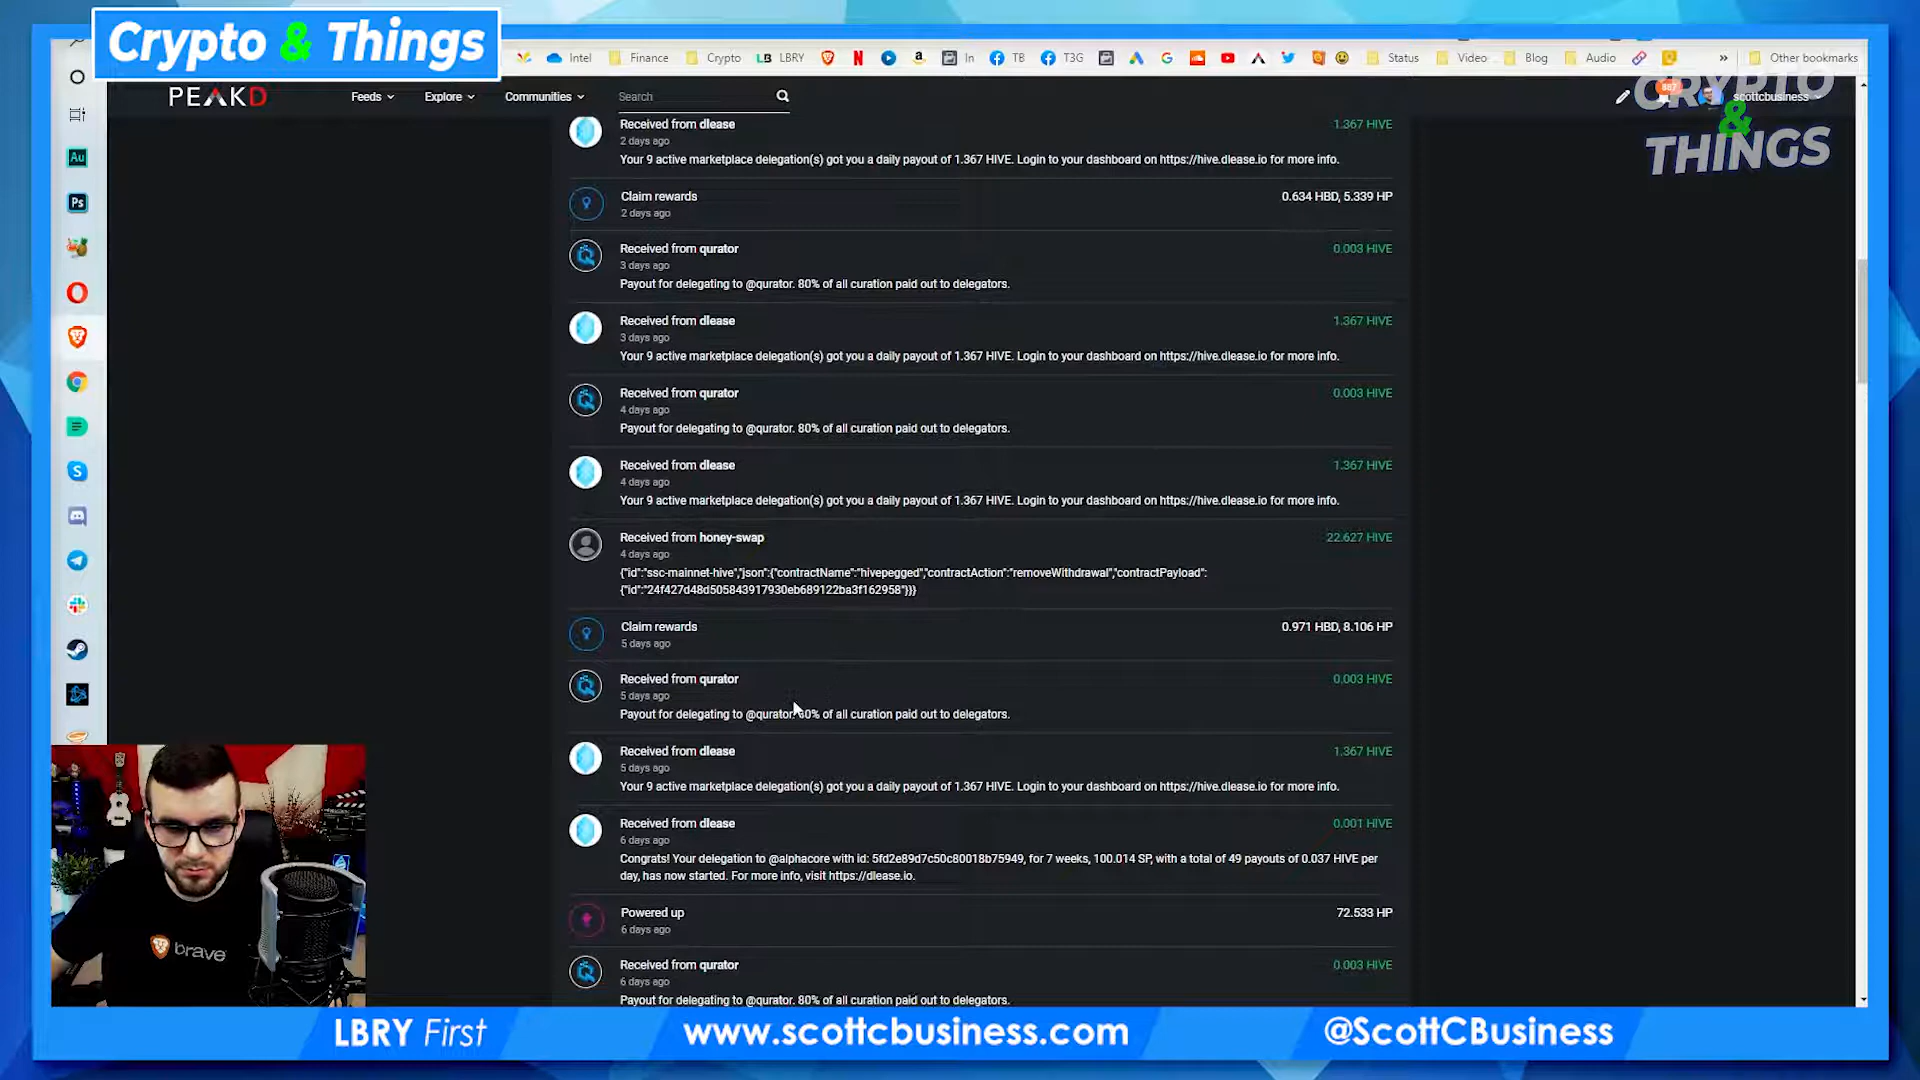 Crypto & Things
Intel
Finance
Crypto
LB LBRY
In
TB
T3G
Status
Video
Blog
Audio
»
Other bookmarks
PEAKD
Feeds
Explore
Communities
Search
887
scottcbusiness
CRYPTO
&
THINGS
Au
Ps
Received from dlease
1.367 HIVE
2 days ago
Your 9 active marketplace delegation(s) got you a daily payout of 1.367 HIVE. Login to your dashboard on https://hive.dlease.io for more info.
Claim rewards
0.634 HBD, 5.339 HP
2 days ago
Received from qurator
0.003 HIVE
3 days ago
Payout for delegating to @qurator. 80% of all curation paid out to delegators.
Received from dlease
1.367 HIVE
3 days ago
Your 9 active marketplace delegation(s) got you a daily payout of 1.367 HIVE. Login to your dashboard on https://hive.dlease.io for more info.
Received from qurator
0.003 HIVE
4 days ago
Payout for delegating to @qurator. 80% of all curation paid out to delegators.
Received from dlease
1.367 HIVE
4 days ago
Your 9 active marketplace delegation(s) got you a daily payout of 1.367 HIVE. Login to your dashboard on https://hive.dlease.io for more info.
Received from honey-swap
22.627 HIVE
4 days ago
{"id":"ssc-mainnet-hive","json":{"contractName":"hivepegged","contractAction":"removeWithdrawal","contractPayload":
{"id":"24f427d48d505843917930eb689122ba3f162958"}}}
Claim rewards
0.971 HBD, 8.106 HP
5 days ago
Received from qurator
0.003 HIVE
5 days ago
Payout for delegating to @qurator. 80% of all curation paid out to delegators.
Received from dlease
1.367 HIVE
5 days ago
Your 9 active marketplace delegation(s) got you a daily payout of 1.367 HIVE. Login to your dashboard on https://hive.dlease.io for more info.
Received from dlease
0.001 HIVE
6 days ago
Congrats! Your delegation to @alphacore with id: 5fd2e89d7c50c80018b75949, for 7 weeks, 100.014 SP, with a total of 49 payouts of 0.037 HIVE per
day, has now started. For more info, visit https://dlease.io.
Powered up
72.533 HP
6 days ago
Received from qurator
0.003 HIVE
6 days ago
Payout for delegating to @qurator. 80% of all curation paid out to delegators.
brave
LBRY First
www.scottcbusiness.com
@ScottCBusiness